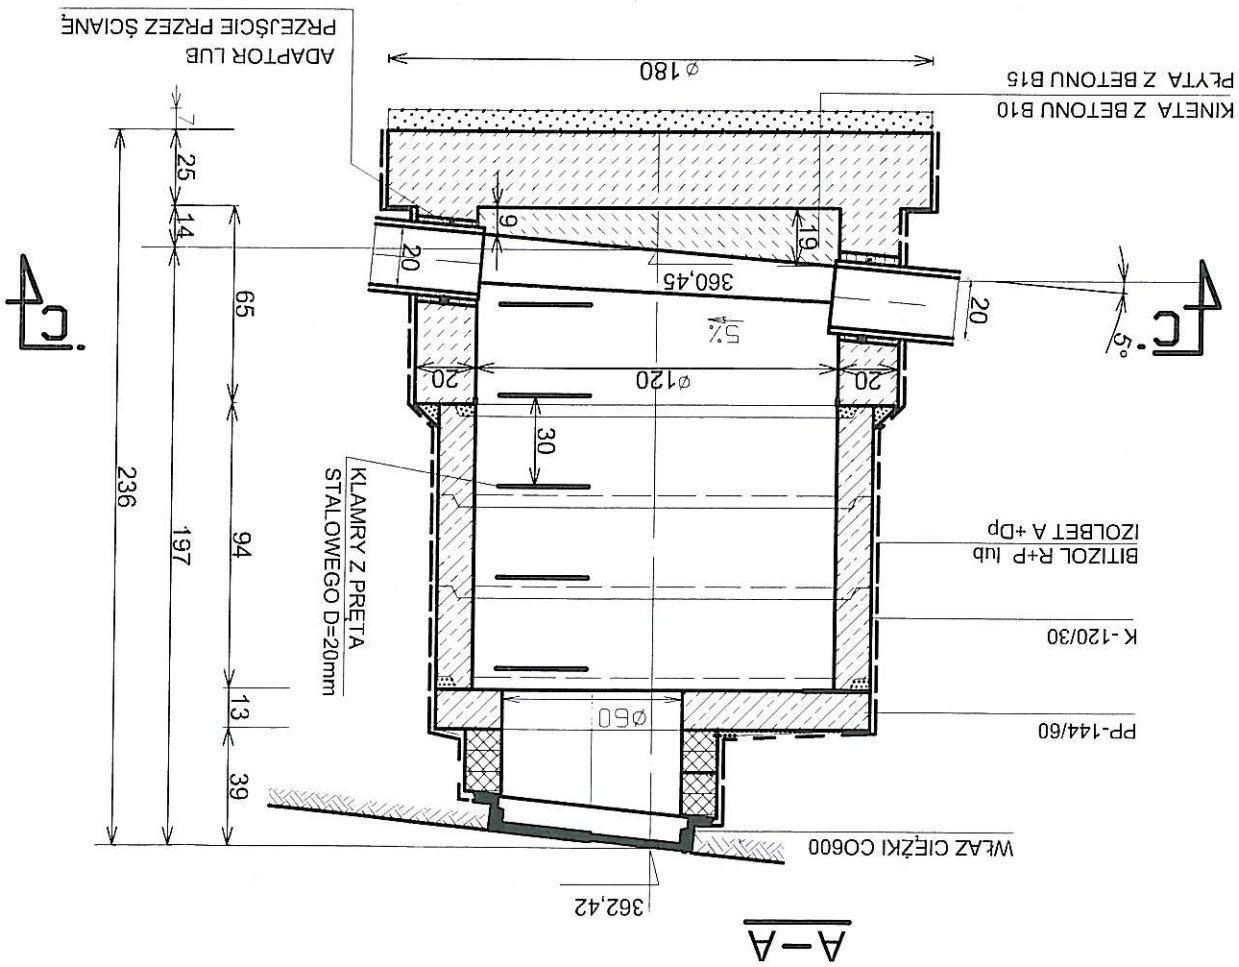 A-A
362,42
WŁAZ CIĘŻKI CO600
PP-144/60
K-120/30
BITIZOL R+P lub
IZOLBET A +Dp
KLAMRY Z PRĘTA
STALOWEGO D=20mm
39
13
94
65
14
25
7
197
236
Ø60
30
20
Ø120
20
5%
360,45
20
20
5°
19
9
C
C
KINETA Z BETONU B10
PŁYTA Z BETONU B15
Ø180
ADAPTOR LUB
PRZEJŚCIE PRZEZ ŚCIANĘ